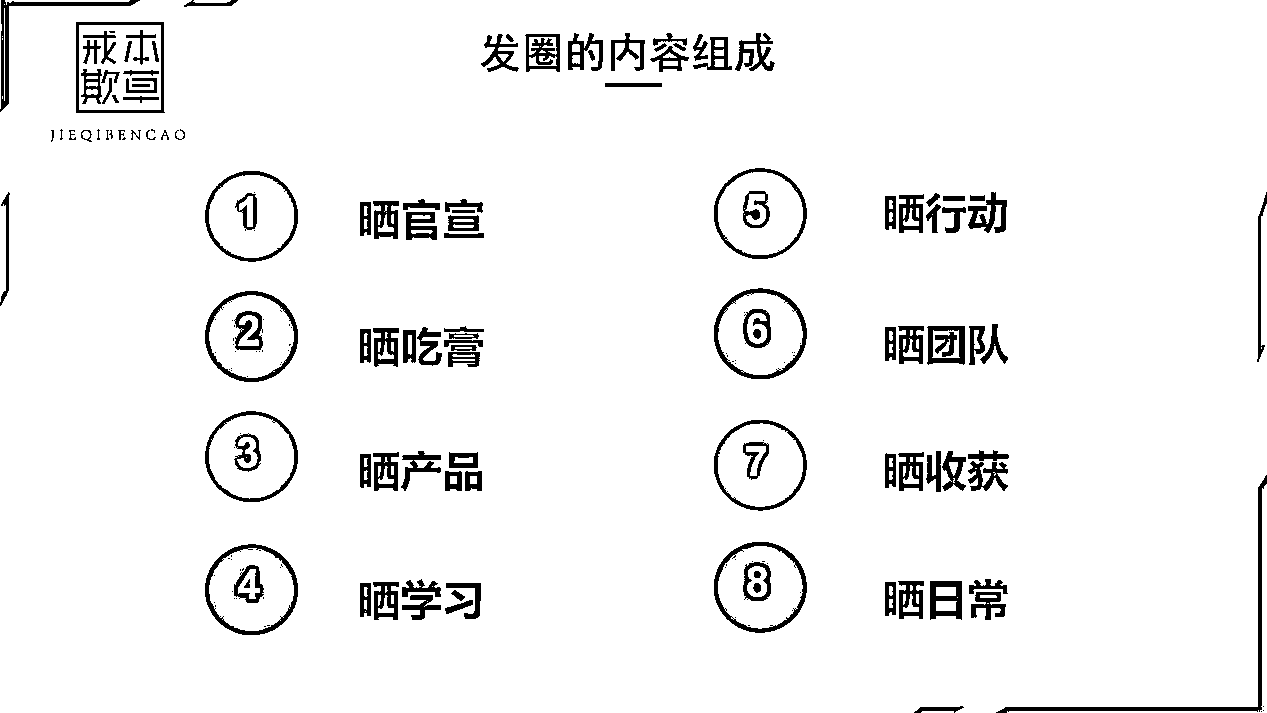 发圈的内容组成
戒本
欺草
JIEQIBENCAO
1 晒官宣
2 晒吃膏
3 晒产品
4 晒学习
5 晒行动
6 晒团队
7 晒收获
8 晒日常